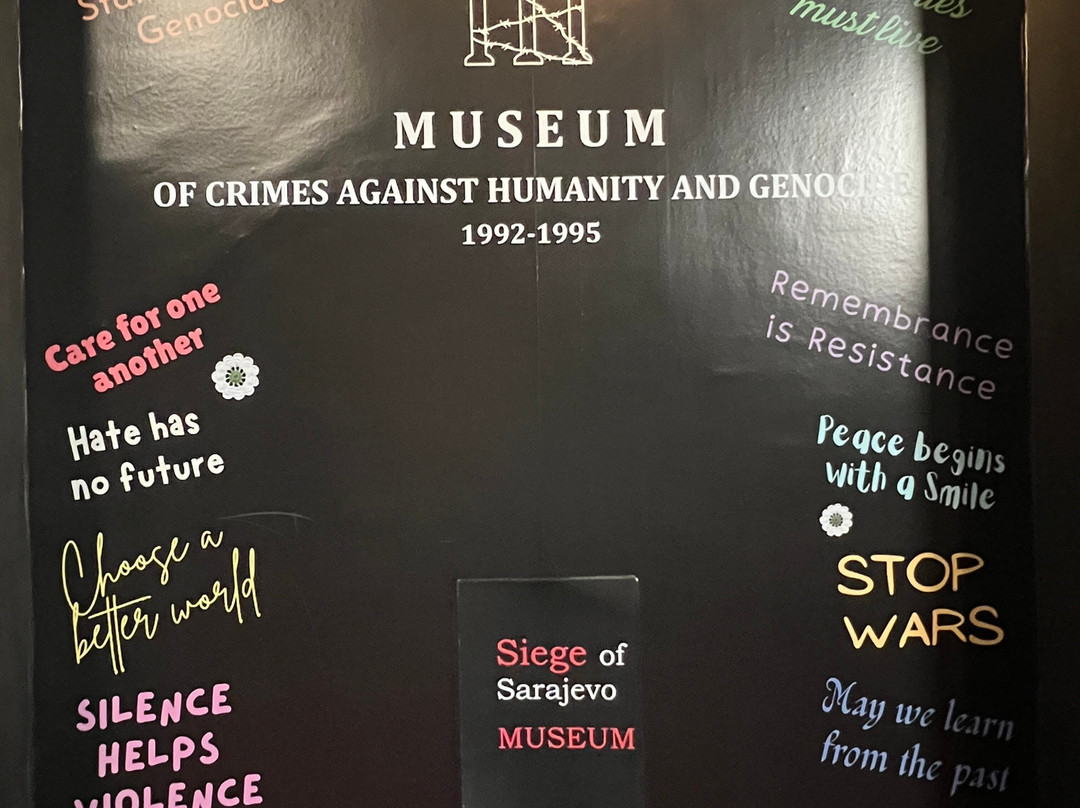 Genocide
must live
MUSEUM
OF CRIMES AGAINST HUMANITY AND GENOCIDE
1992-1995
Care for one
another
Hate has
no future
Choose a
better world
SILENCE
HELPS
VIOLENCE
Remembrance
is Resistance
Peace begins
with a Smile
STOP
WARS
May we learn
from the past
Siege of
Sarajevo
MUSEUM